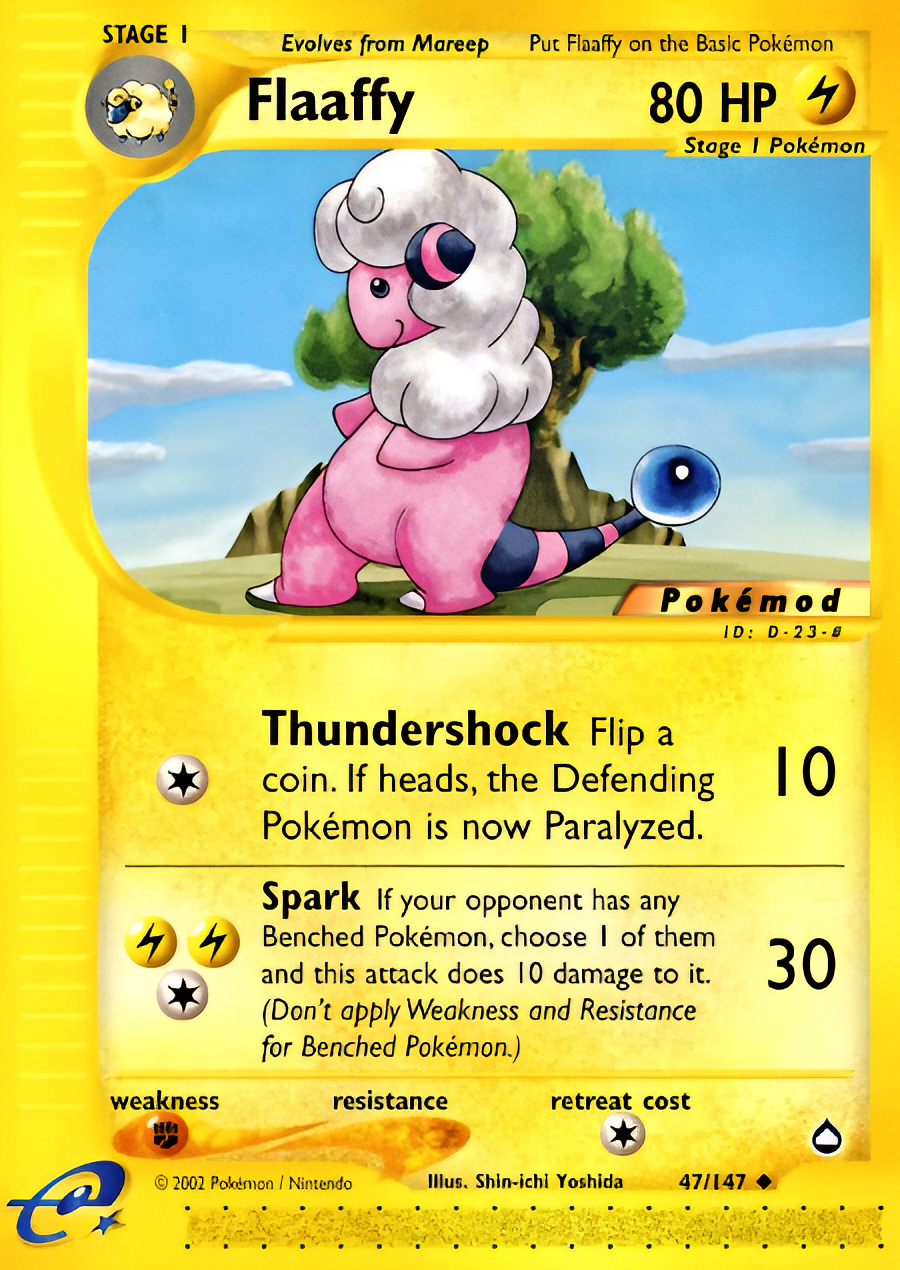 STAGE 1
Evolves from Mareep Put Flaaffy on the Basic Pokémon
Flaaffy 80 HP
Stage 1 Pokémon
Pokémod
ID: D-23-#
Thundershock Flip a
coin. If heads, the Defending
Pokémon is now Paralyzed.
10
Spark If your opponent has any
Benched Pokémon, choose 1 of them
and this attack does 10 damage to it.
(Don't apply Weakness and Resistance
for Benched Pokémon.)
30
weakness resistance retreat cost
© 2002 Pokémon / Nintendo Illus. Shin-ichi Yoshida 47/147